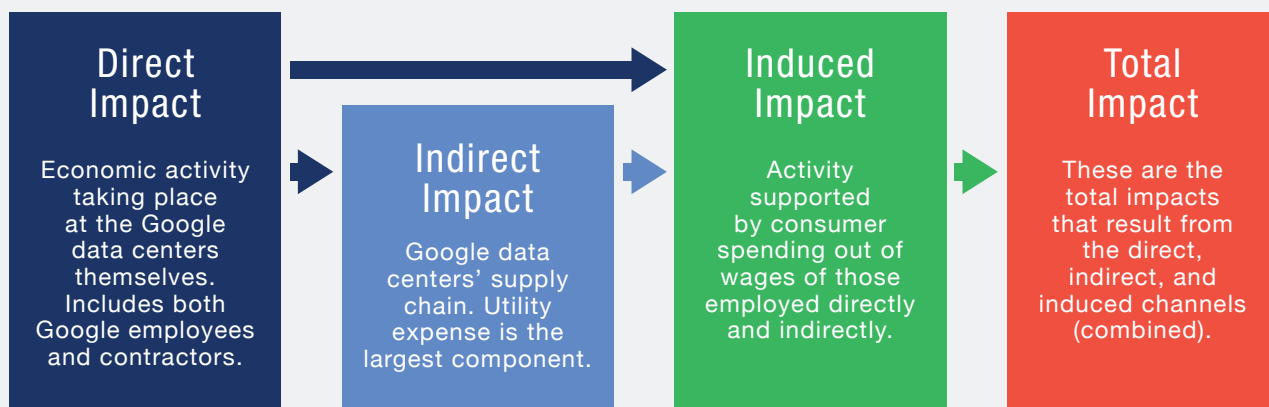 Direct
Impact
Economic activity
taking place
at the Google
data centers
themselves.
Includes both
Google employees
and contractors.
Indirect
Impact
Google data
centers’ supply
chain. Utility
expense is the
largest component.
Induced
Impact
Activity
supported
by consumer
spending out of
wages of those
employed directly
and indirectly.
Total
Impact
These are the
total impacts
that result from
the direct,
indirect, and
induced channels
(combined).